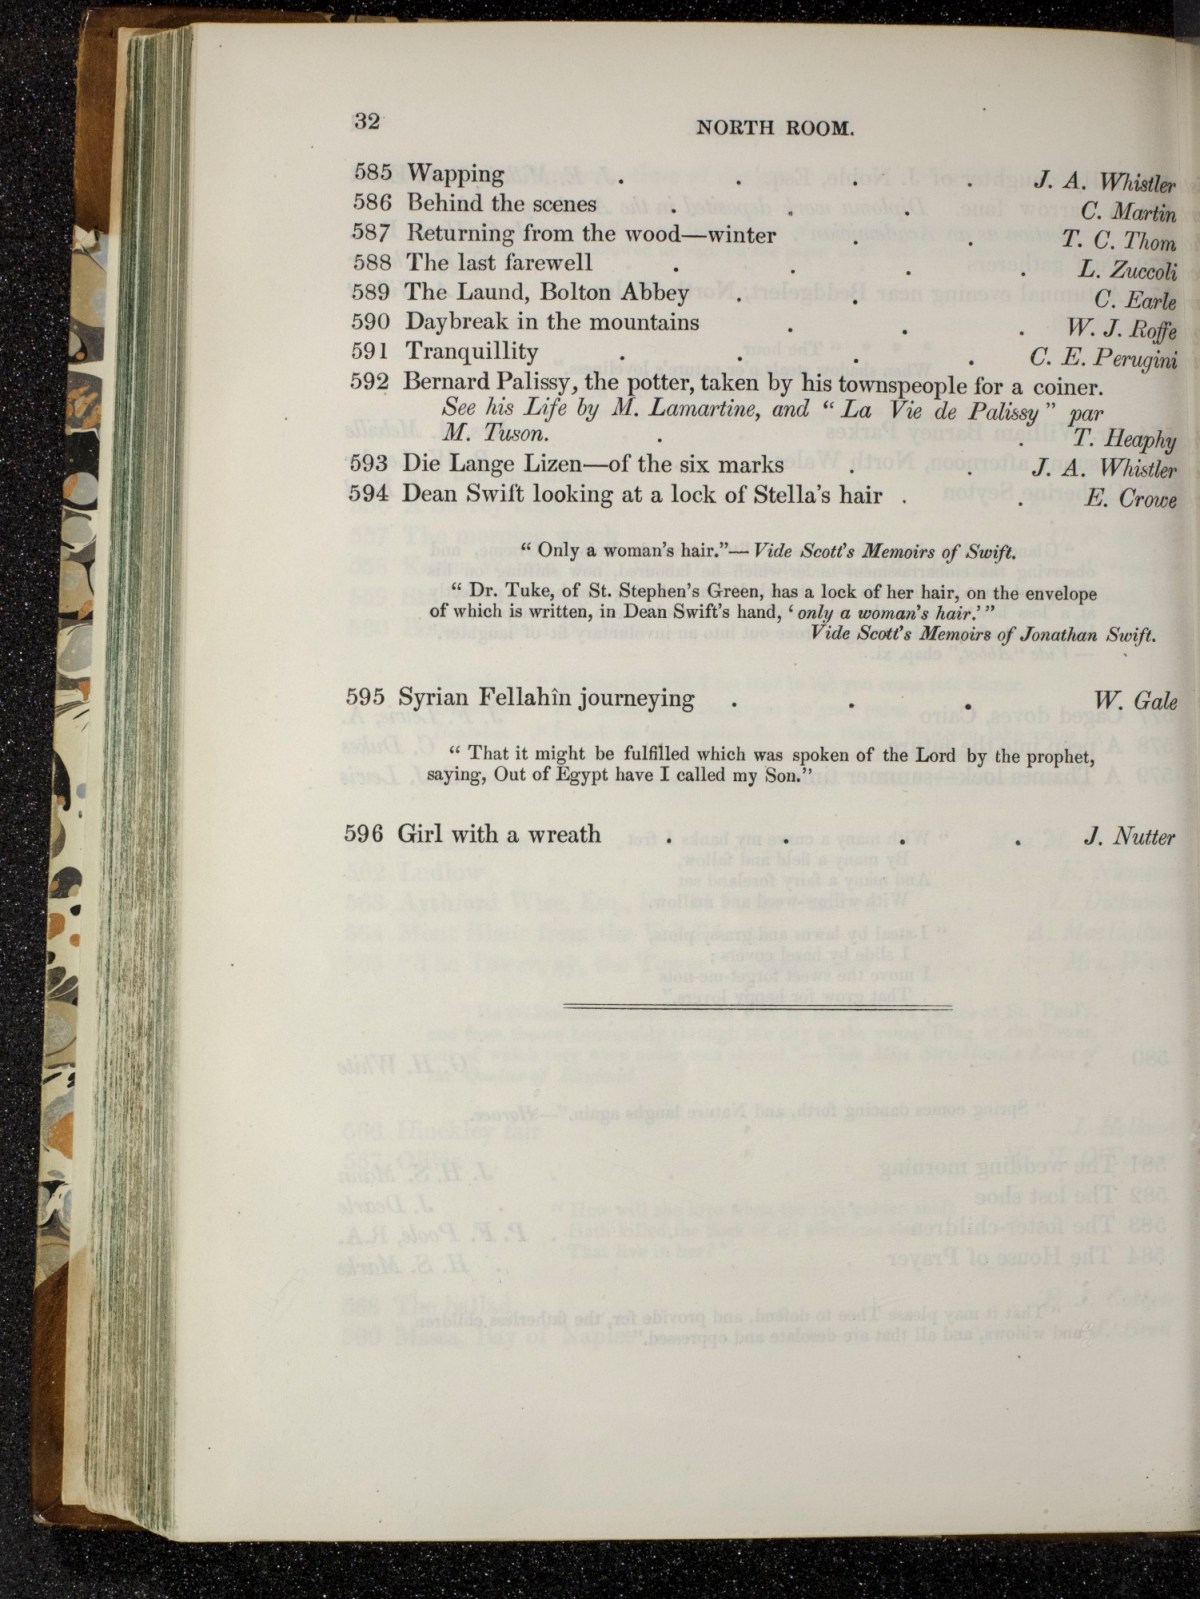 32
NORTH ROOM.
585 Wapping . . . . J. A. Whistler
586 Behind the scenes . . . C. Martin
587 Returning from the wood—winter . . T. C. Thom
588 The last farewell . . . . L. Zuccoli
589 The Laund, Bolton Abbey . . C. Earle
590 Daybreak in the mountains . . . W. J. Roffe
591 Tranquillity . . . . C. E. Perugini
592 Bernard Palissy, the potter, taken by his townspeople for a coiner.
See his Life by M. Lamartine, and “ La Vie de Palissy ” par
M. Tuson. . . T. Heaphy
593 Die Lange Lizen—of the six marks . . J. A. Whistler
594 Dean Swift looking at a lock of Stella's hair . . E. Crowe
“ Only a woman's hair.”— Vide Scott's Memoirs of Swift.
“ Dr. Tuke, of St. Stephen's Green, has a lock of her hair, on the envelope
of which is written, in Dean Swift's hand, ‘ only a woman's hair.’ ”
Vide Scott's Memoirs of Jonathan Swift.
595 Syrian Fellahîn journeying . . . W. Gale
“ That it might be fulfilled which was spoken of the Lord by the prophet,
saying, Out of Egypt have I called my Son.”
596 Girl with a wreath . . . . J. Nutter